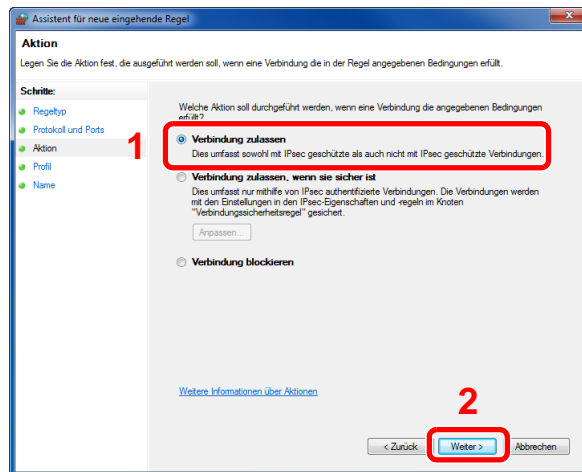 Assistent für neue eingehende Regel
Aktion
Legen Sie die Aktion fest, die ausgeführt werden soll, wenn eine Verbindung die in der Regel angegebenen Bedingungen erfüllt.
Schritte:
Regeltyp
Protokoll und Ports
Aktion
Profil
Name
1
Welche Aktion soll durchgeführt werden, wenn eine Verbindung die angegebenen Bedingungen
erfüllt?
Verbindung zulassen
Dies umfasst sowohl mit IPsec geschützte als auch nicht mit IPsec geschützte Verbindungen.
Verbindung zulassen, wenn sie sicher ist
Dies umfasst nur mithilfe von IPsec authentifizierte Verbindungen. Die Verbindungen werden
mit den Einstellungen in den IPsec-Eigenschaften und -regeln im Knoten
"Verbindungssicherheitsregel" gesichert.
Anpassen...
Verbindung blockieren
Weitere Informationen über Aktionen
2
< Zurück
Weiter >
Abbrechen